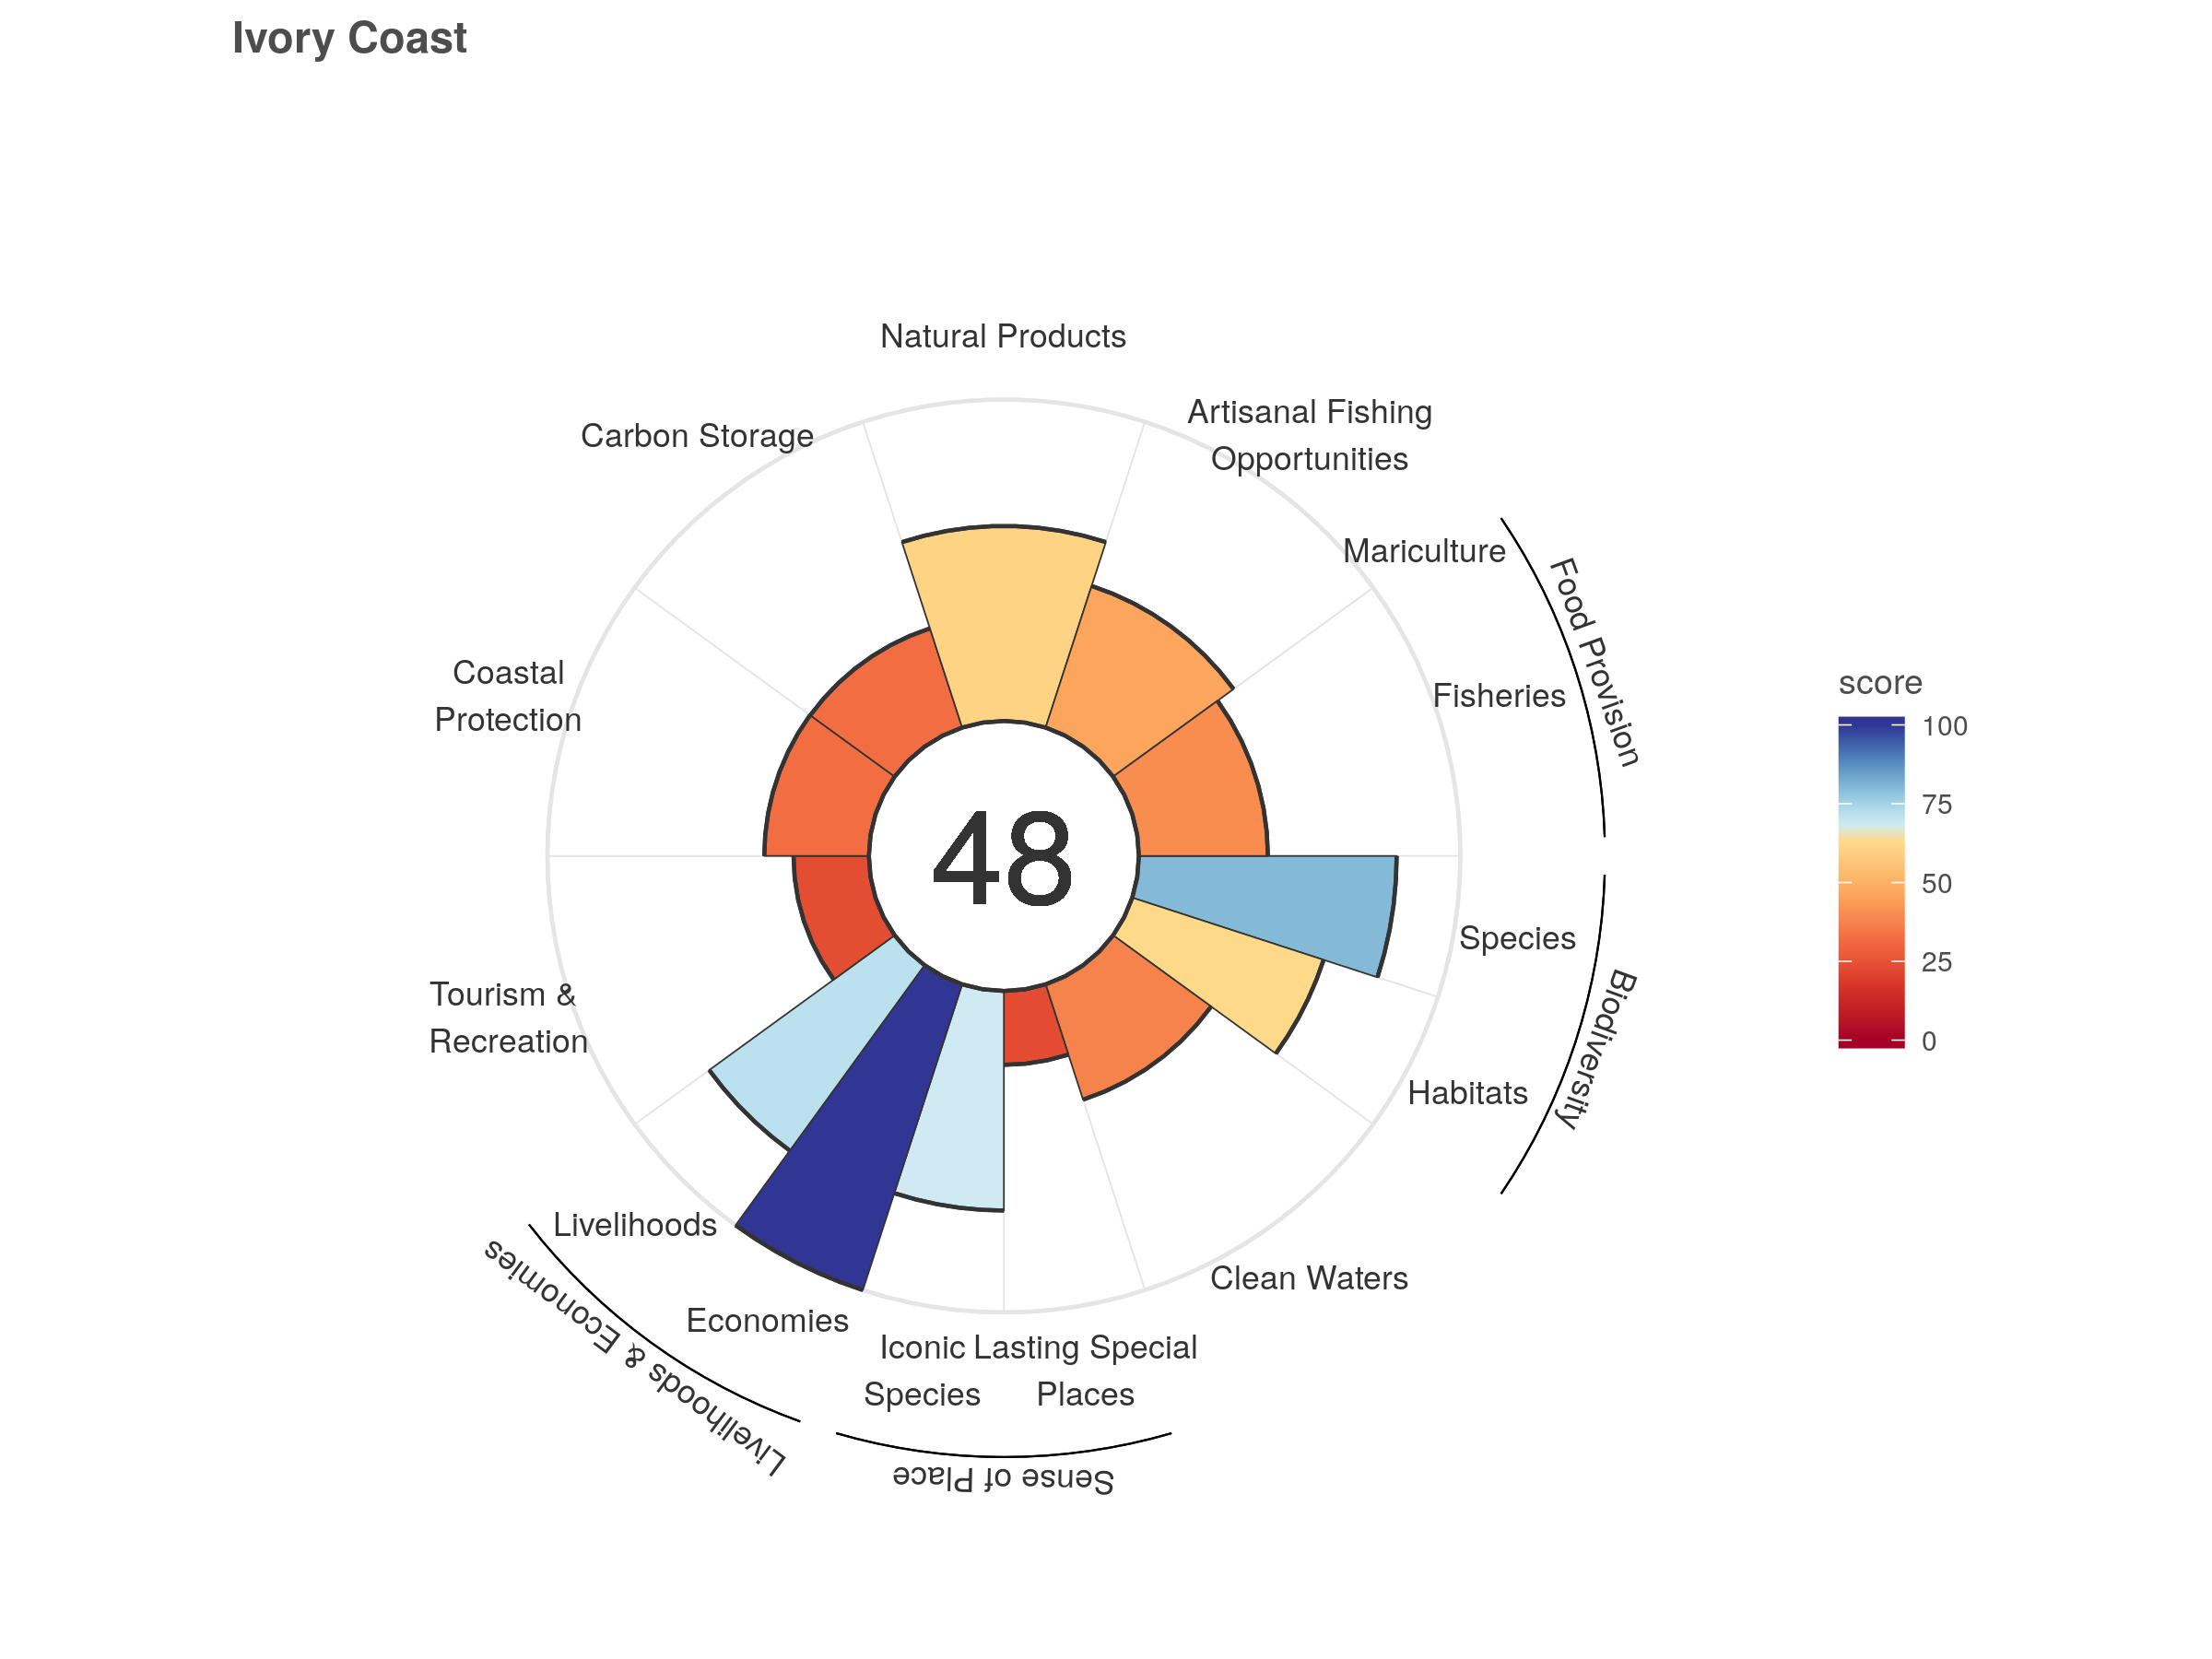 Ivory Coast
Natural Products
Artisanal Fishing
Opportunities
Carbon Storage
Mariculture
Food Provision
Fisheries
Coastal
Protection
48
Species
Biodiversity
Habitats
Tourism &
Recreation
Livelihoods
Economies
Livelihoods & Economies
Clean Waters
Iconic
Species
Lasting Special
Places
Sense of Place
score
100
75
50
25
0